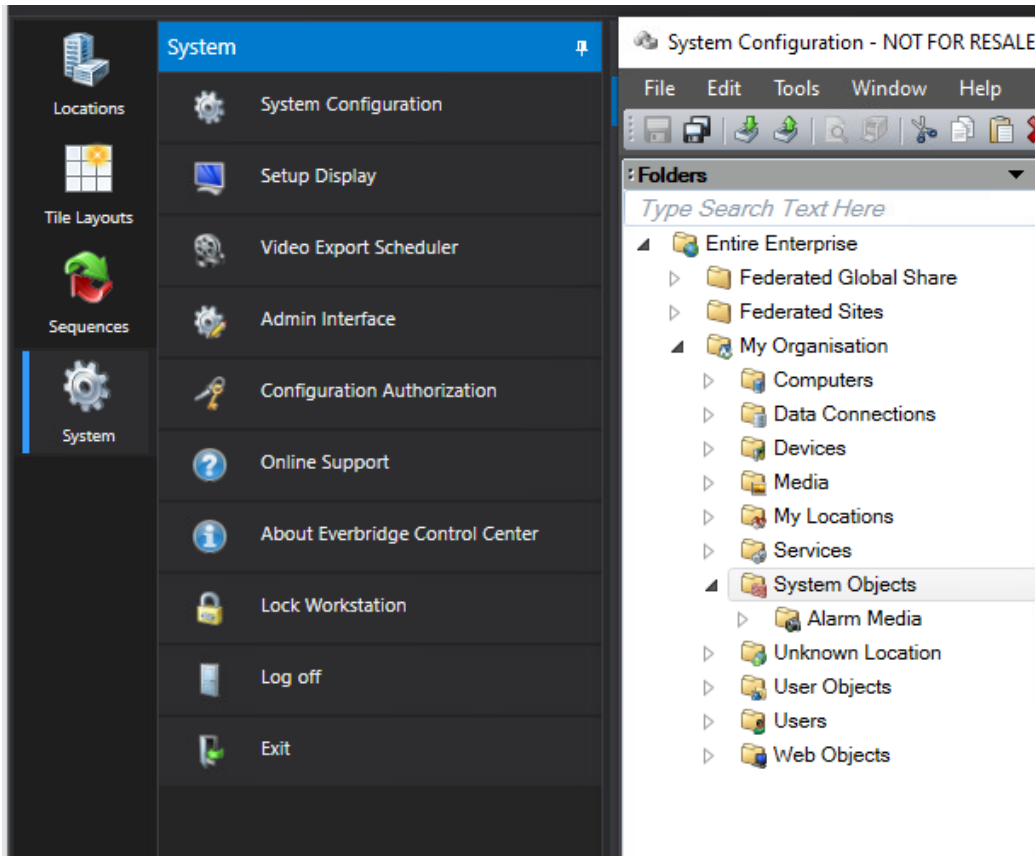 Locations
Tile Layouts
Sequences
System
System
System Configuration
Setup Display
Video Export Scheduler
Admin Interface
Configuration Authorization
Online Support
About Everbridge Control Center
Lock Workstation
Log off
Exit
System Configuration - NOT FOR RESALE
File Edit Tools Window Help
Folders
Type Search Text Here
Entire Enterprise
Federated Global Share
Federated Sites
My Organisation
Computers
Data Connections
Devices
Media
My Locations
Services
System Objects
Alarm Media
Unknown Location
User Objects
Users
Web Objects